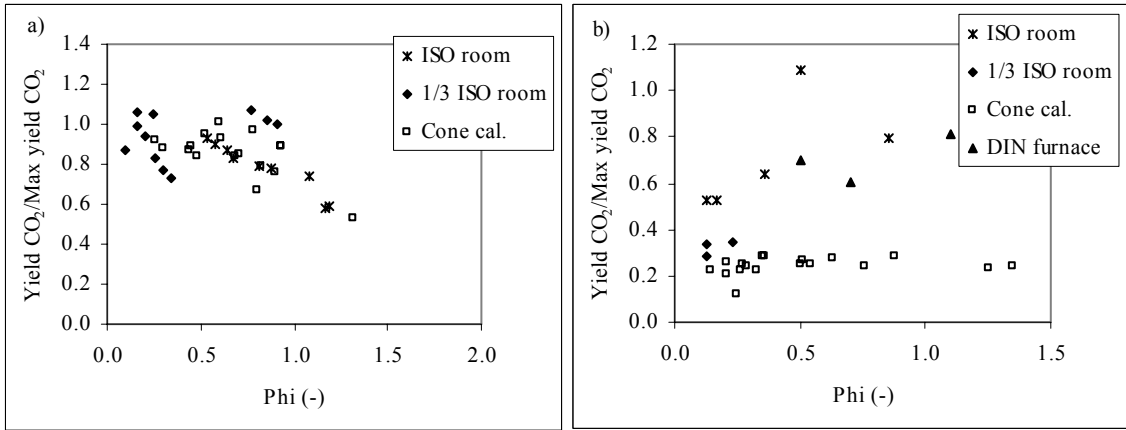 a)
1.4
1.2
1.0
0.8
0.6
0.4
0.2
0.0
Yield CO2/Max yield CO2
0.0 0.5 1.0 1.5 2.0
Phi (-)
ISO room
1/3 ISO room
Cone cal.
b)
1.2
1.0
0.8
0.6
0.4
0.2
0.0
Yield CO2/Max yield CO2
0.0 0.5 1.0 1.5
Phi (-)
ISO room
1/3 ISO room
Cone cal.
DIN furnace